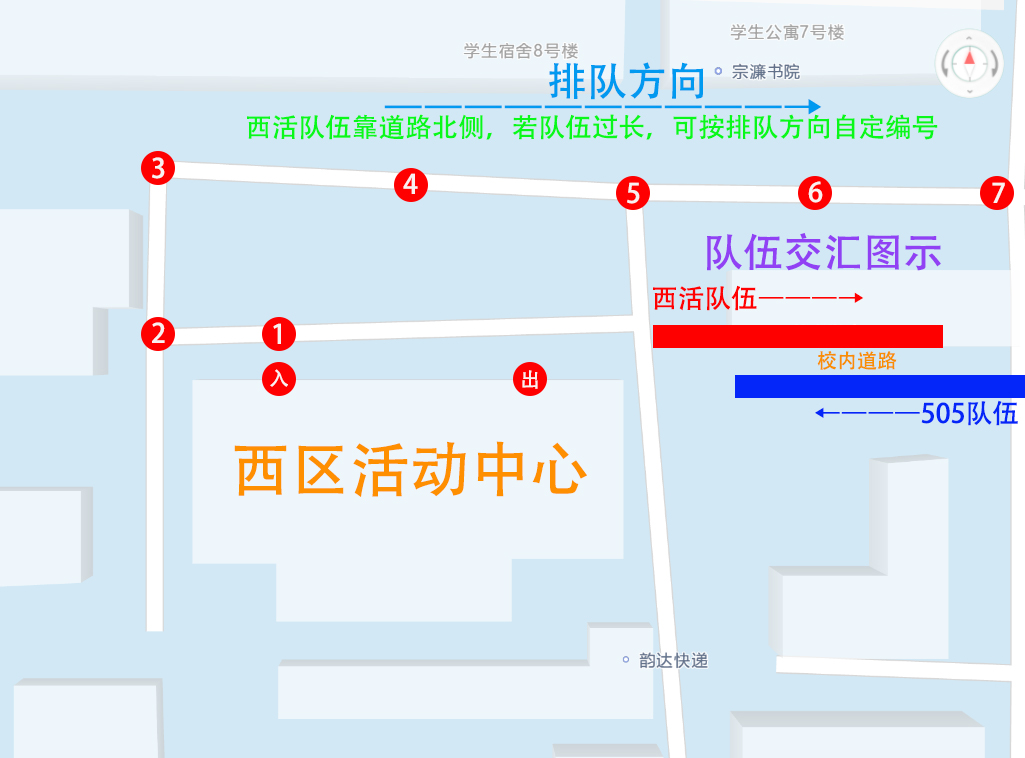 学生公寓7号楼
学生宿舍8号楼
宗濂书院
排队方向
西活队伍靠道路北侧，若队伍过长，可按排队方向自定编号
3
4
5
6
7
队伍交汇图示
西活队伍
2
1
校内道路
入
出
505队伍
西区活动中心
韵达快递